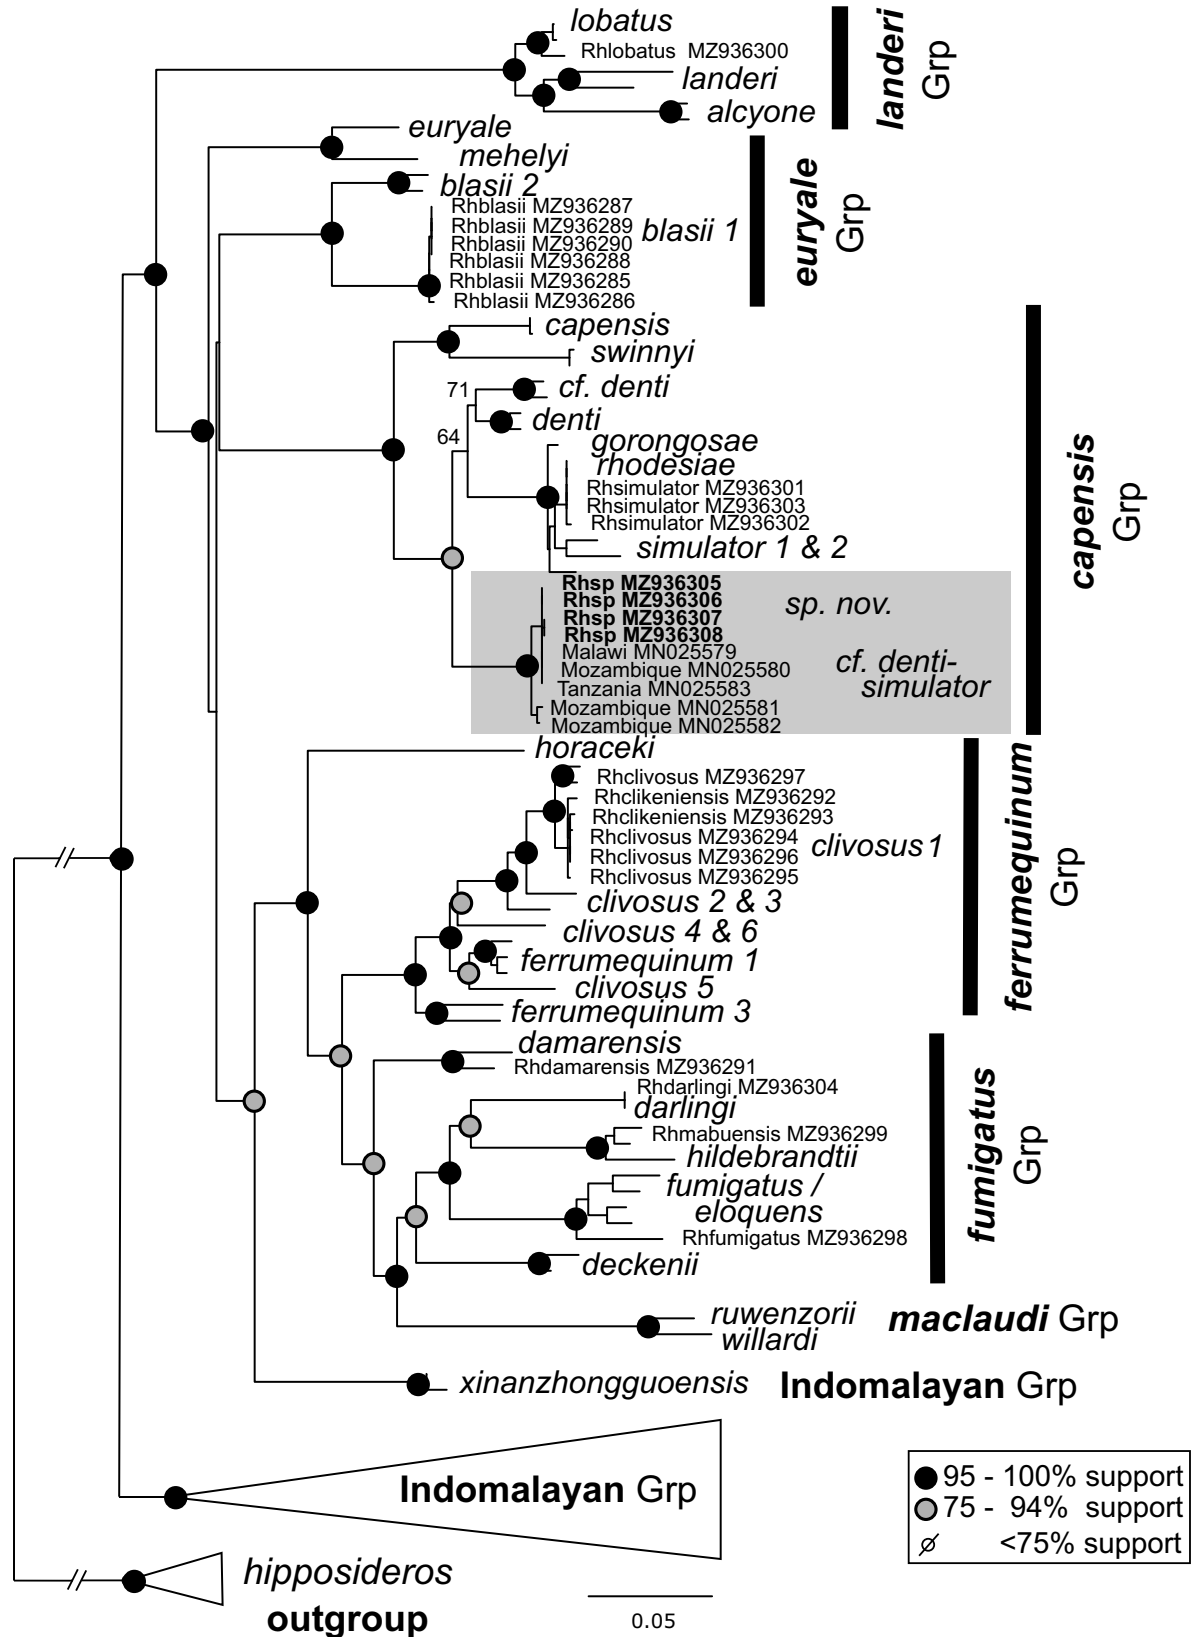 lobatus
Rhlobatus MZ936300
landeri
alcyone
landeri
Grp
euryale
mehelyi
blasii 2
Rhblasii MZ936287
Rhblasii MZ936289
Rhblasii MZ936290
Rhblasii MZ936288
Rhblasii MZ936285
Rhblasii MZ936286
blasii 1
euryale
Grp
capensis
swinnyi
71
cf. denti
denti
64
gorongosae
rhodesiae
Rhsimulator MZ936301
Rhsimulator MZ936303
Rhsimulator MZ936302
simulator 1 & 2
Rhsp MZ936305
Rhsp MZ936306
Rhsp MZ936307
Rhsp MZ936308
sp. nov.
Malawi MN025579
Mozambique MN025580
Tanzania MN025583
Mozambique MN025581
Mozambique MN025582
cf. denti-
simulator
capensis
Grp
horaceki
Rhclivosus MZ936297
Rhclikeniensis MZ936292
Rhclikeniensis MZ936293
Rhclivosus MZ936294
Rhclivosus MZ936296
Rhclivosus MZ936295
clivosus 1
clivosus 2 & 3
clivosus 4 & 6
ferrumequinum 1
clivosus 5
ferrumequinum 3
ferrumequinum
Grp
damarensis
Rhdamarensis MZ936291
Rhdarlingi MZ936304
darlingi
Rhmabuensis MZ936299
hildebrandtii
fumigatus /
eloquens
Rhfumigatus MZ936298
deckenii
fumigatus
Grp
ruwenzorii
willardi
maclaudi Grp
xinanzhongguoensis
Indomalayan Grp
Indomalayan Grp
95 - 100% support
75 - 94% support
<75% support
hipposideros
outgroup
0.05